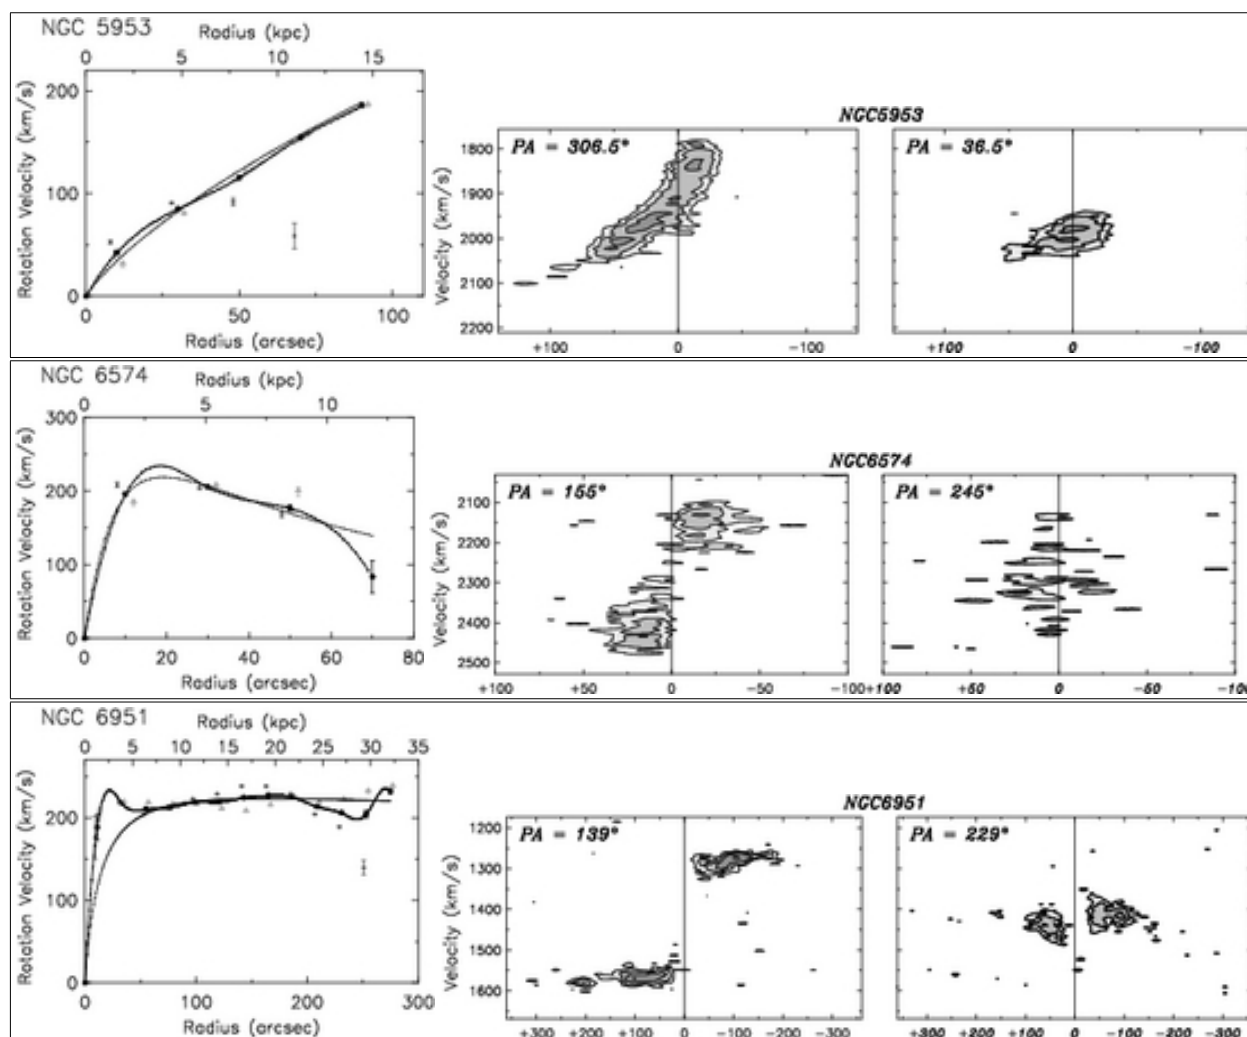 NGC 5953
Radius (kpc)
0 5 10 15
200
100
0
Rotation Velocity (km/s)
0 50 100
Radius (arcsec)
NGC5953
PA = 306.5°
PA = 36.5°
1800
1900
2000
2100
2200
Velocity (km/s)
+100 0 -100
+100 0 -100
NGC 6574
Radius (kpc)
0 5 10
300
200
100
0
Rotation Velocity (km/s)
0 20 40 60 80
Radius (arcsec)
NGC6574
PA = 155°
PA = 245°
2100
2200
2300
2400
2500
Velocity (km/s)
+100 +50 0 -50 -100
+100 +50 0 -50 -100
NGC 6951
Radius (kpc)
0 5 10 15 20 25 30 35
200
100
0
Rotation Velocity (km/s)
0 100 200 300
Radius (arcsec)
NGC6951
PA = 139°
PA = 229°
1200
1300
1400
1500
1600
Velocity (km/s)
+300 +200 +100 0 -100 -200 -300
+300 +200 +100 0 -100 -200 -300